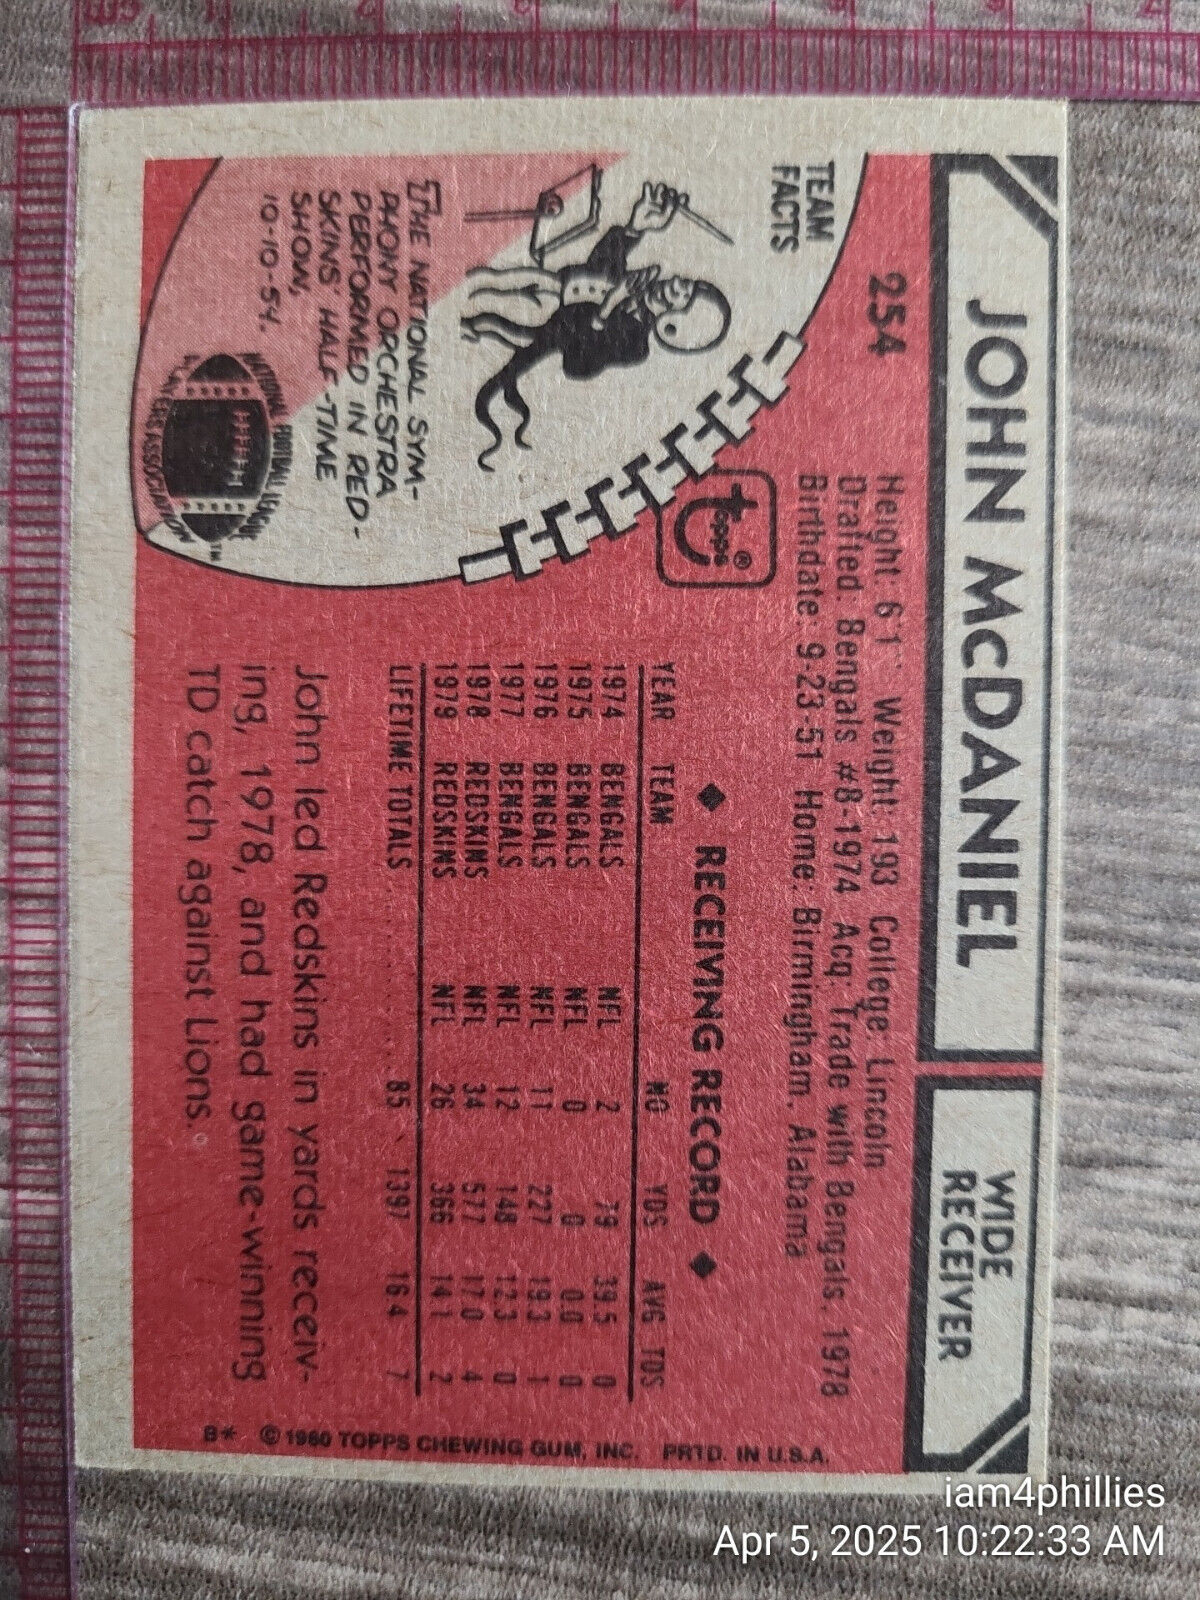 JOHN McDANIEL
WIDE
RECEIVER
254
Height: 6'1" Weight: 193 College: Lincoln
Drafted: Bengals #8-1974 Acq: Trade with Bengals, 1978
Birthdate: 9-23-51 Home: Birmingham, Alabama
TEAM
FACTS
topps®
THE NATIONAL SYM-
PHONY ORCHESTRA
PERFORMED IN RED-
SKINS' HALF-TIME
SHOW,
10-10-54.
NATIONAL FOOTBALL LEAGUE
PLAYERS ASSOCIATION
TM
◆ RECEIVING RECORD ◆
YEAR TEAM NO YDS AVG TDS
1974 BENGALS NFL 2 79 39.5 0
1975 BENGALS NFL 0 0 0.0 0
1976 BENGALS NFL 11 227 19.3 1
1977 BENGALS NFL 12 148 12.3 0
1978 REDSKINS NFL 34 577 17.0 4
1979 REDSKINS NFL 26 366 14.1 2
LIFETIME TOTALS 85 1397 16.4 7
John led Redskins in yards receiv-
ing, 1978, and had game-winning
TD catch against Lions.
B* © 1980 TOPPS CHEWING GUM, INC. PRTD. IN U.S.A.
iam4phillies
Apr 5, 2025 10:22:33 AM